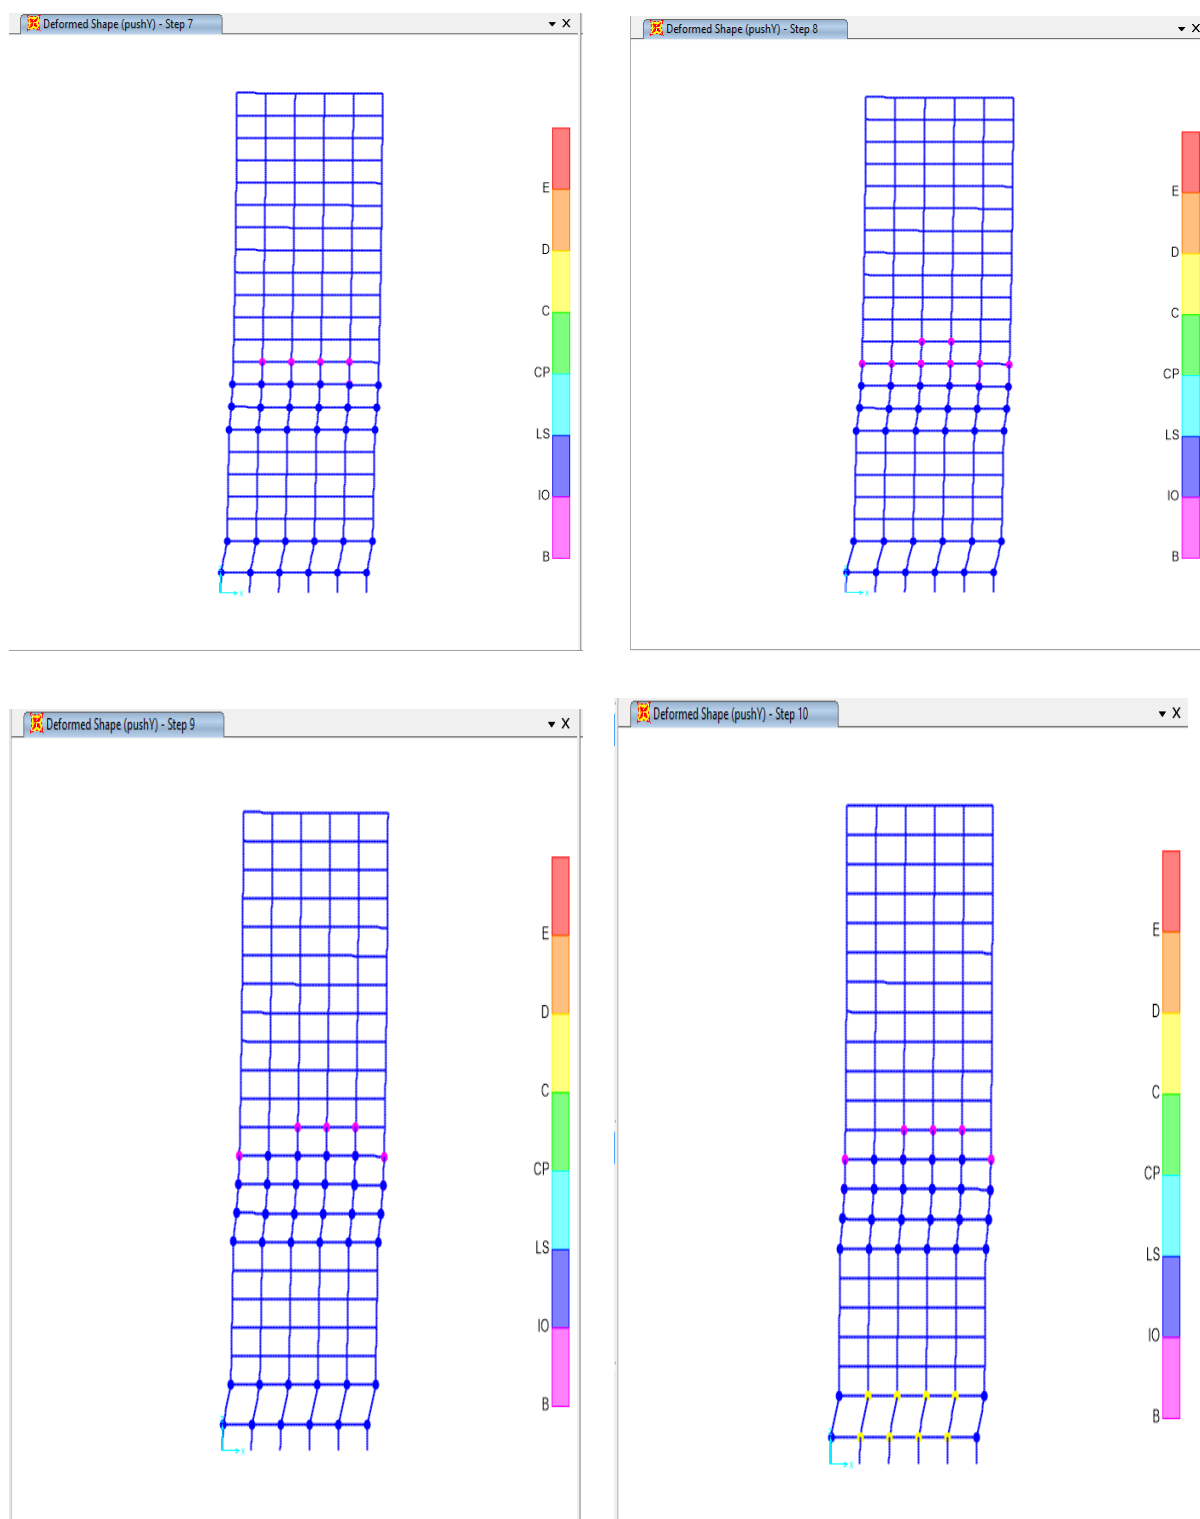 Deformed Shape (pushY) - Step 7
X
E
D
C
CP
LS
IO
B
X
Deformed Shape (pushY) - Step 8
X
E
D
C
CP
LS
IO
B
X
Deformed Shape (pushY) - Step 9
X
E
D
C
CP
LS
IO
B
X
Deformed Shape (pushY) - Step 10
X
E
D
C
CP
LS
IO
B
X